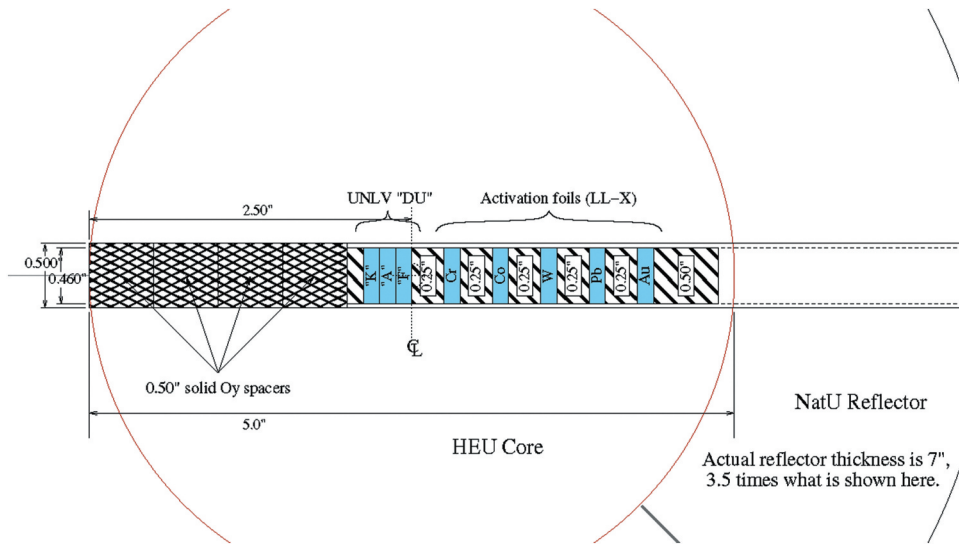 UNLV "DU"
Activation foils (LL-X)
2.50"
0.500"
0.460"
"K"
"A"
"F"
0.25"
Cr
0.25"
Co
0.25"
W
0.25"
Pb
0.25"
Au
0.50"
℄
0.50" solid Oy spacers
5.0"
HEU Core
NatU Reflector
Actual reflector thickness is 7",
3.5 times what is shown here.